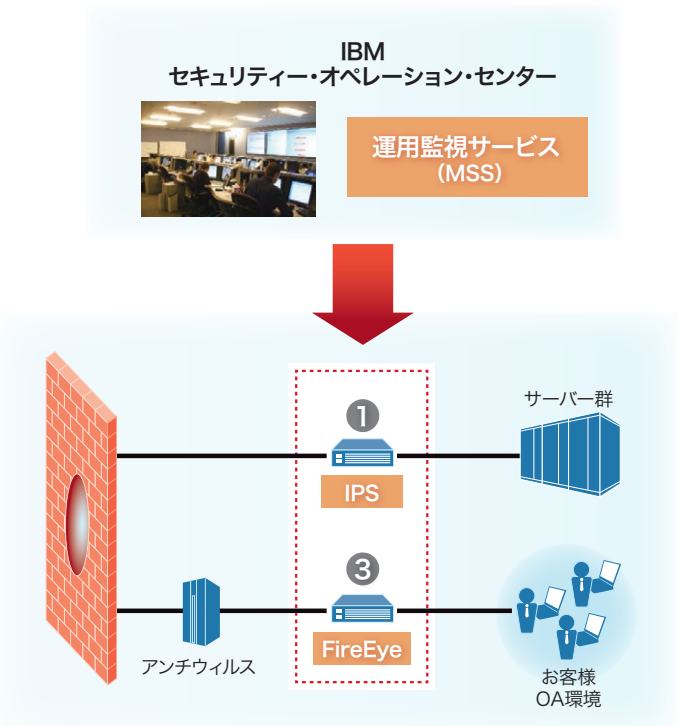 IBM
セキュリティー・オペレーション・センター
運用監視サービス
（MSS）
❶
IPS
サーバー群
❸
FireEye
アンチウィルス
お客様
OA環境